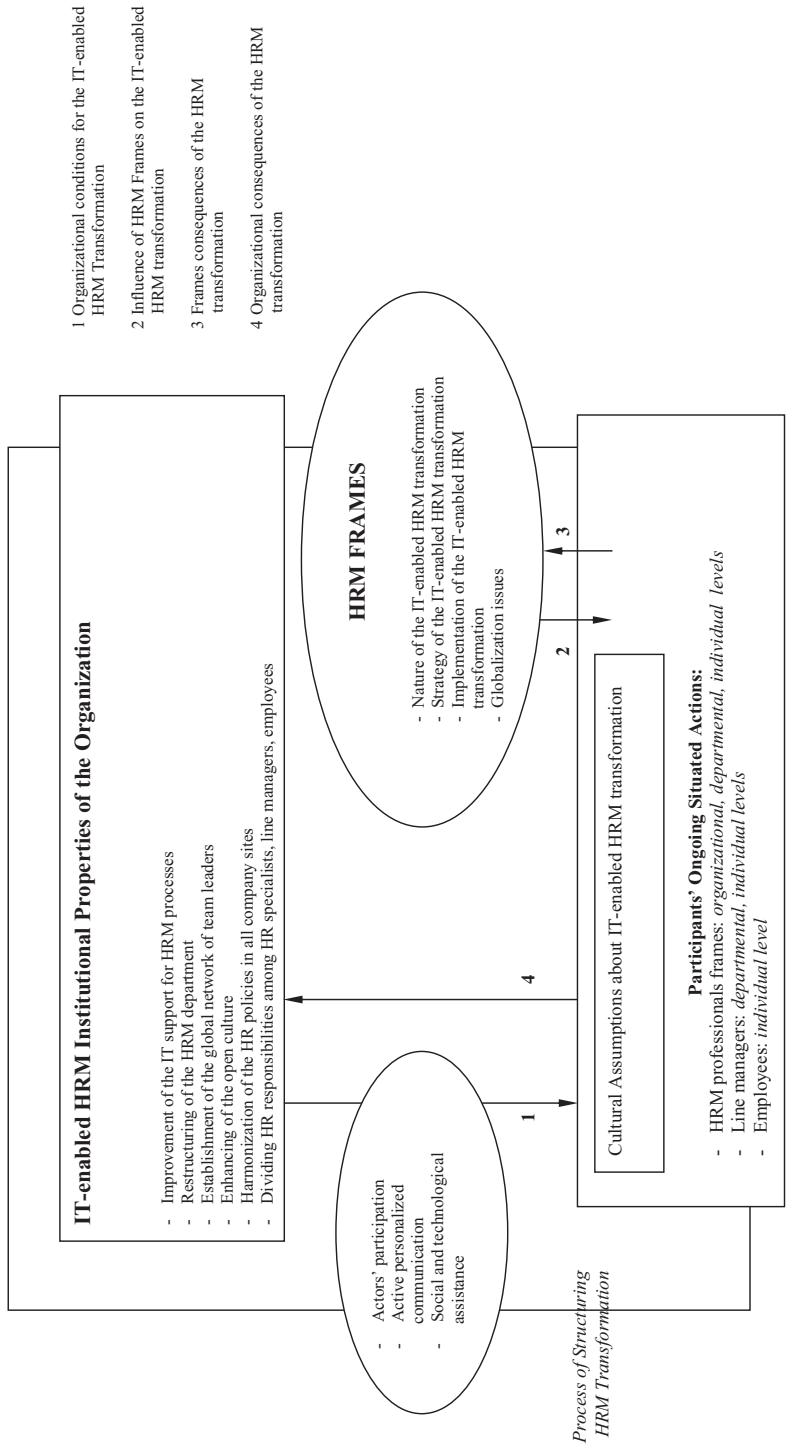 IT-enabled HRM Institutional Properties of the Organization
- Improvement of the IT support for HRM processes
- Restructuring of the HRM department
- Establishment of the global network of team leaders
- Enhancing of the open culture
- Harmonization of the HR policies in all company sites
- Dividing HR responsibilities among HR specialists, line managers, employees
1 Organizational conditions for the IT-enabled
HRM Transformation
2 Influence of HRM Frames on the IT-enabled
HRM transformation
3 Frames consequences of the HRM
transformation
4 Organizational consequences of the HRM
transformation
- Actors’ participation
- Active personalized
communication
- Social and technological
assistance
1
4
HRM FRAMES
- Nature of the IT-enabled HRM transformation
- Strategy of the IT-enabled HRM transformation
- Implementation of the IT-enabled HRM
transformation
- Globalization issues
2
3
Process of Structuring
HRM Transformation
Cultural Assumptions about IT-enabled HRM transformation
Participants’ Ongoing Situated Actions:
- HRM professionals frames: organizational, departmental, individual levels
- Line managers: departmental, individual levels
- Employees: individual level